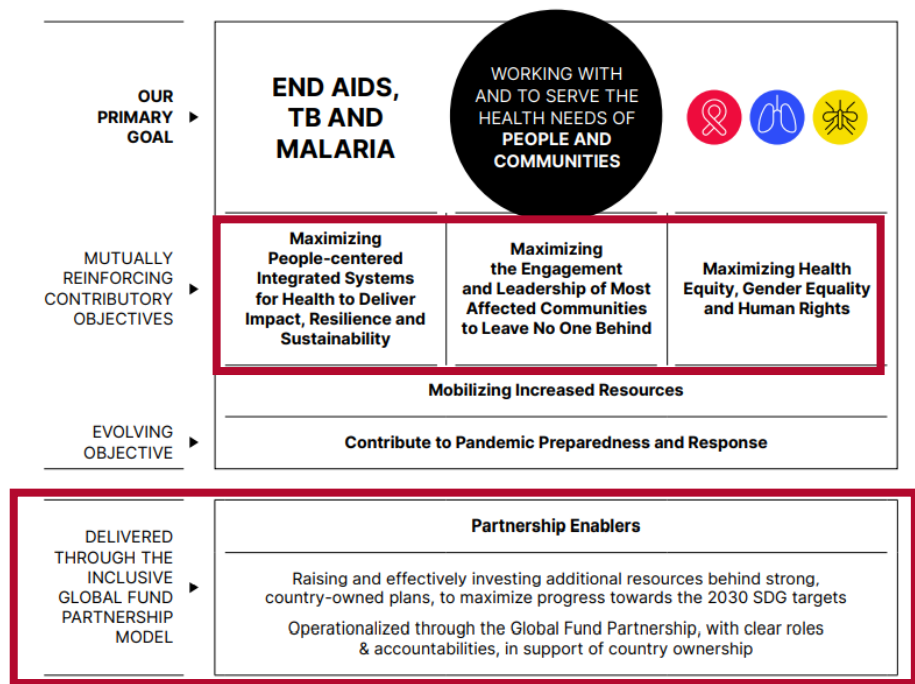 OUR
PRIMARY
GOAL
END AIDS,
TB AND
MALARIA
WORKING WITH
AND TO SERVE THE
HEALTH NEEDS OF
PEOPLE AND
COMMUNITIES
MUTUALLY
REINFORCING
CONTRIBUTORY
OBJECTIVES
Maximizing
People-centered
Integrated Systems
for Health to Deliver
Impact, Resilience and
Sustainability
Maximizing
the Engagement
and Leadership of Most
Affected Communities
to Leave No One Behind
Maximizing Health
Equity, Gender Equality
and Human Rights
Mobilizing Increased Resources
EVOLVING
OBJECTIVE
Contribute to Pandemic Preparedness and Response
DELIVERED
THROUGH THE
INCLUSIVE
GLOBAL FUND
PARTNERSHIP
MODEL
Partnership Enablers
Raising and effectively investing additional resources behind strong,
country-owned plans, to maximize progress towards the 2030 SDG targets
Operationalized through the Global Fund Partnership, with clear roles
& accountabilities, in support of country ownership